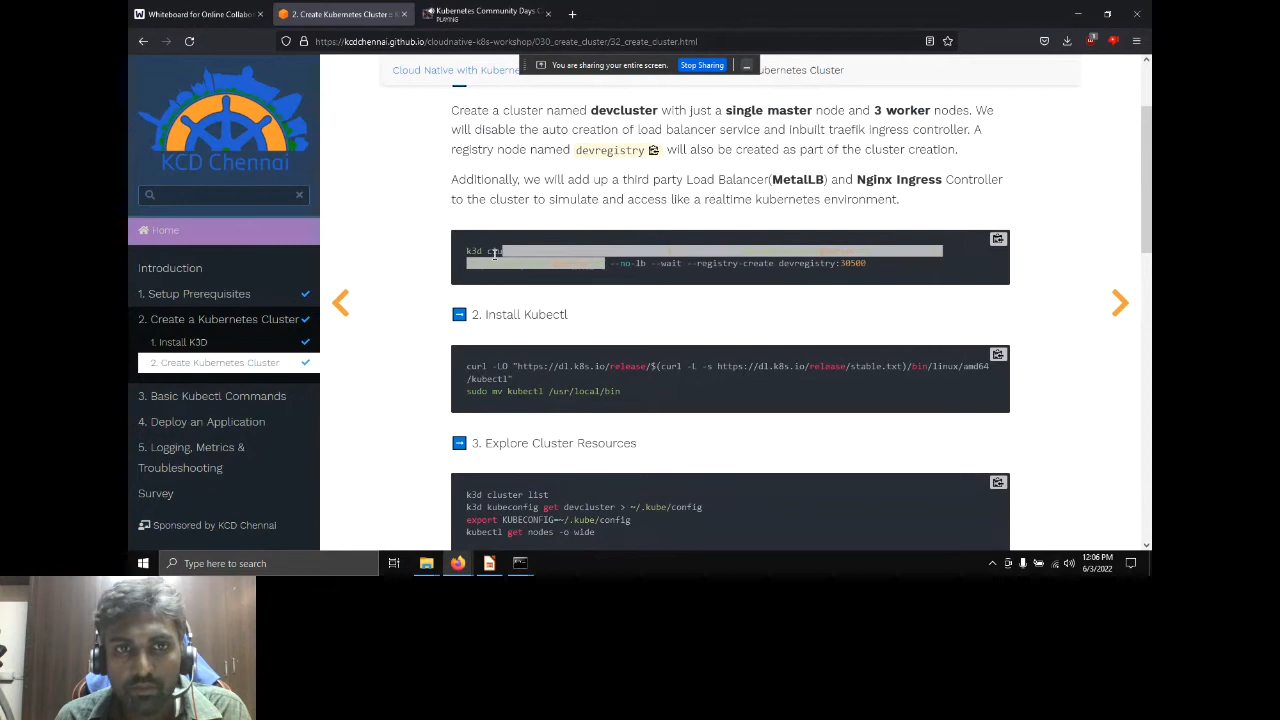 Whiteboard for Online Collabo
2. Create Kubernetes Cluster ::
Kubernetes Community Days C
PLAYING
https://kcdchennai.github.io/cloudnative-k8s-workshop/030_create_cluster/32_create_cluster.html
You are sharing your entire screen.
Stop Sharing
Cloud Native with Kuberne
ubernetes Cluster
KCD Chennai
Home
Introduction
1. Setup Prerequisites
2. Create a Kubernetes Cluster
1. Install K3D
2. Create Kubernetes Cluster
3. Basic Kubectl Commands
4. Deploy an Application
5. Logging, Metrics &
Troubleshooting
Survey
Sponsored by KCD Chennai
Create a cluster named devcluster with just a single master node and 3 worker nodes. We
will disable the auto creation of load balancer service and inbuilt traefik ingress controller. A
registry node named devregistry will also be created as part of the cluster creation.
Additionally, we will add up a third party Load Balancer(MetalLB) and Nginx Ingress Controller
to the cluster to simulate and access like a realtime kubernetes environment.
k3d clu
--no-lb --wait --registry-create devregistry:30500
2. Install Kubectl
curl -LO "https://dl.k8s.io/release/$(curl -L -s https://dl.k8s.io/release/stable.txt)/bin/linux/amd64
/kubectl"
sudo mv kubectl /usr/local/bin
3. Explore Cluster Resources
k3d cluster list
k3d kubeconfig get devcluster > ~/.kube/config
export KUBECONFIG=~/.kube/config
kubectl get nodes -o wide
Type here to search
12:06 PM
6/3/2022